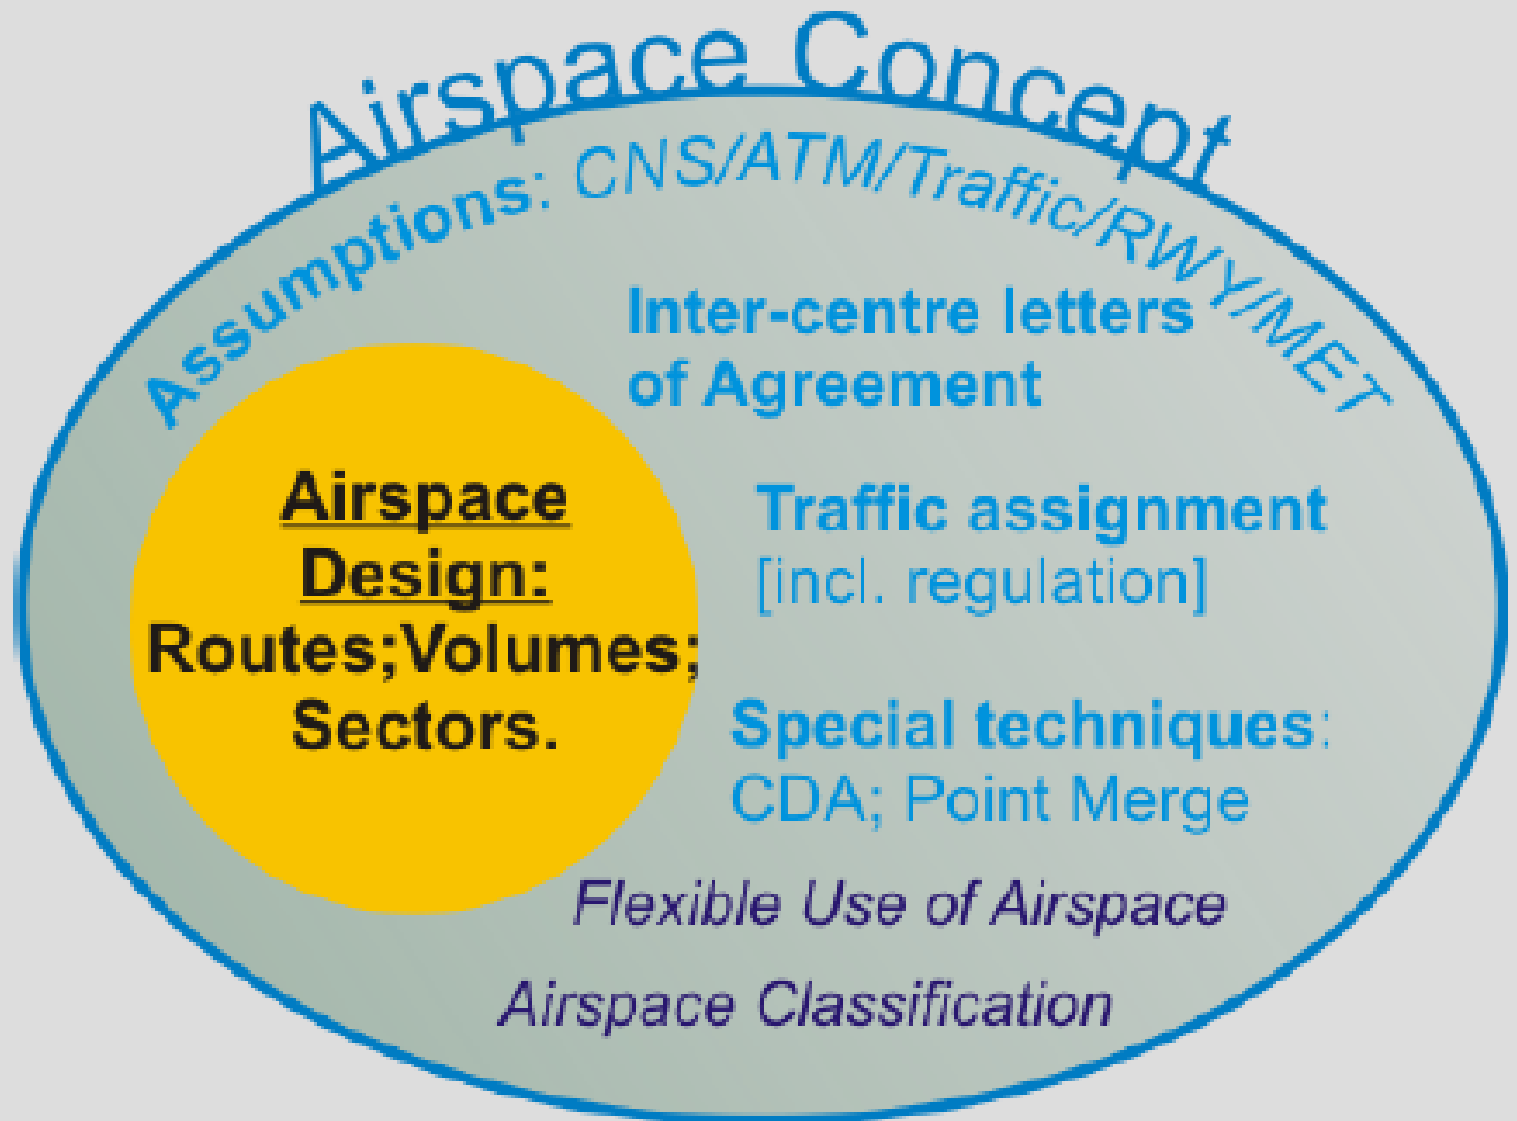 Airspace Concept
Assumptions: CNS/ATM/Traffic/RWY/MET
Inter-centre letters
of Agreement
Airspace
Design:
Routes;Volumes;
Sectors.
Traffic assignment
[incl. regulation]
Special techniques:
CDA; Point Merge
Flexible Use of Airspace
Airspace Classification